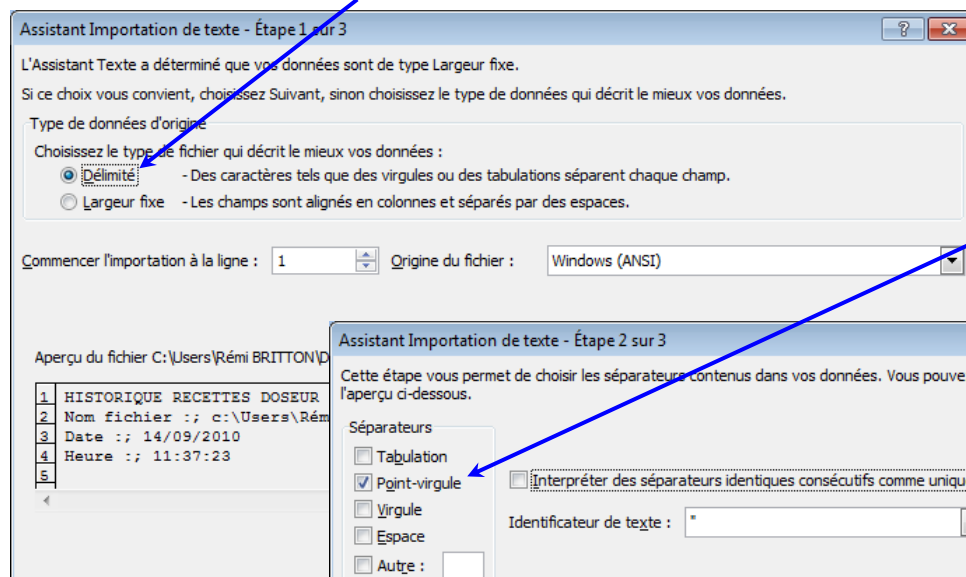 Assistant Importation de texte - Étape 1 sur 3
L'Assistant Texte a déterminé que vos données sont de type Largeur fixe.
Si ce choix vous convient, choisissez Suivant, sinon choisissez le type de données qui décrit le mieux vos données.
Type de données d'origine
Choisissez le type de fichier qui décrit le mieux vos données :
Délimité - Des caractères tels que des virgules ou des tabulations séparent chaque champ.
Largeur fixe - Les champs sont alignés en colonnes et séparés par des espaces.
Commencer l'importation à la ligne : 1 Origine du fichier : Windows (ANSI)
Aperçu du fichier C:\Users\Rémi BRITTON\D
1 HISTORIQUE RECETTES DOSEUR
2 Nom fichier :; c:\Users\Rém
3 Date :; 14/09/2010
4 Heure :; 11:37:23
5
Assistant Importation de texte - Étape 2 sur 3
Cette étape vous permet de choisir les séparateurs contenus dans vos données. Vous pouve
l'aperçu ci-dessous.
Séparateurs
Tabulation
Point-virgule
Virgule
Espace
Autre :
Interpréter des séparateurs identiques consécutifs comme uniqu
Identificateur de texte : "